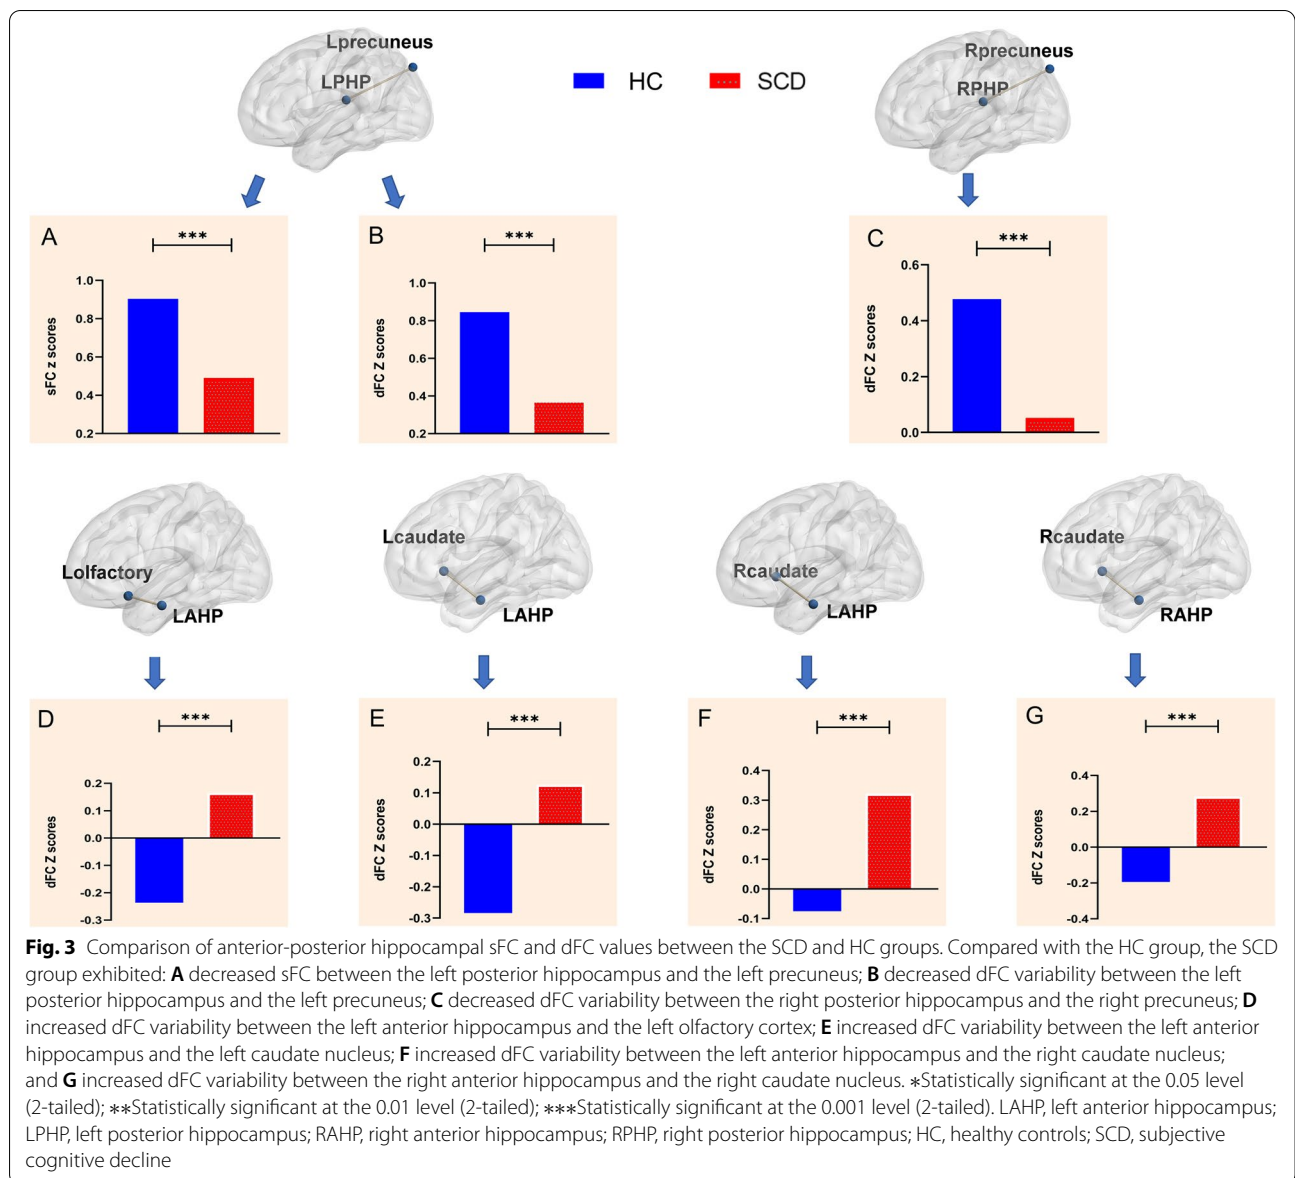 Lprecuneus
LPHP
HC
SCD
Rprecuneus
RPHP
A
***
sFC z scores
1.0
0.8
0.6
0.4
0.2
B
***
dFC Z scores
1.0
0.8
0.6
0.4
0.2
C
***
dFC Z scores
0.6
0.4
0.2
0.0
Lolfactory
LAHP
Lcaudate
LAHP
Rcaudate
LAHP
Rcaudate
RAHP
D
***
dFC Z scores
0.2
0.1
0.0
-0.1
-0.2
-0.3
E
***
dFC Z scores
0.2
0.1
0.0
-0.1
-0.2
-0.3
F
***
dFC Z scores
0.4
0.3
0.2
0.1
0.0
-0.1
G
***
dFC Z scores
0.4
0.2
0.0
-0.2
-0.4
Fig. 3 Comparison of anterior-posterior hippocampal sFC and dFC values between the SCD and HC groups. Compared with the HC group, the SCD
group exhibited: A decreased sFC between the left posterior hippocampus and the left precuneus; B decreased dFC variability between the left
posterior hippocampus and the left precuneus; C decreased dFC variability between the right posterior hippocampus and the right precuneus; D
increased dFC variability between the left anterior hippocampus and the left olfactory cortex; E increased dFC variability between the left anterior
hippocampus and the left caudate nucleus; F increased dFC variability between the left anterior hippocampus and the right caudate nucleus;
and G increased dFC variability between the right anterior hippocampus and the right caudate nucleus. *Statistically significant at the 0.05 level
(2-tailed); **Statistically significant at the 0.01 level (2-tailed); ***Statistically significant at the 0.001 level (2-tailed). LAHP, left anterior hippocampus;
LPHP, left posterior hippocampus; RAHP, right anterior hippocampus; RPHP, right posterior hippocampus; HC, healthy controls; SCD, subjective
cognitive decline